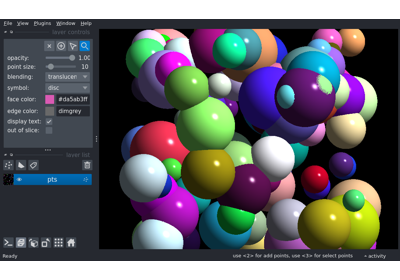 File View Plugins Window Help
layer controls
opacity: 1.00
point size:
blending: translucen
symbol: disc
face color: #da5ab3ff
edge color: dimgrey
display text:
out of slice:
layer list
pts
Ready use <2> for add points, use <3> for select points activity